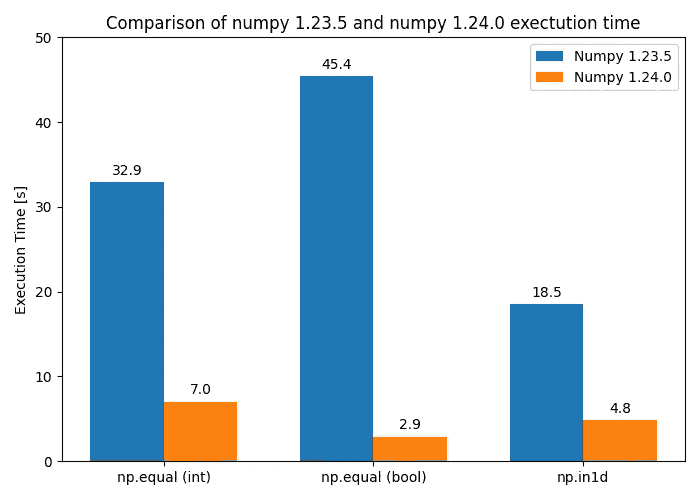 Comparison of numpy 1.23.5 and numpy 1.24.0 exectution time
Numpy 1.23.5
Numpy 1.24.0
Execution Time [s]
50
40
30
20
10
0
32.9
7.0
45.4
2.9
18.5
4.8
np.equal (int)
np.equal (bool)
np.in1d